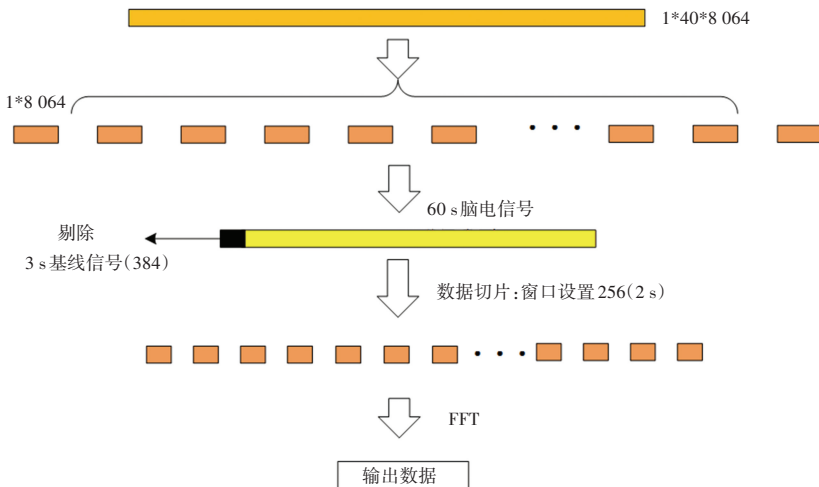 1*40*8 064
1*8 064
60 s脑电信号
剔除
3 s基线信号(384)
数据切片:窗口设置256(2 s)
FFT
输出数据